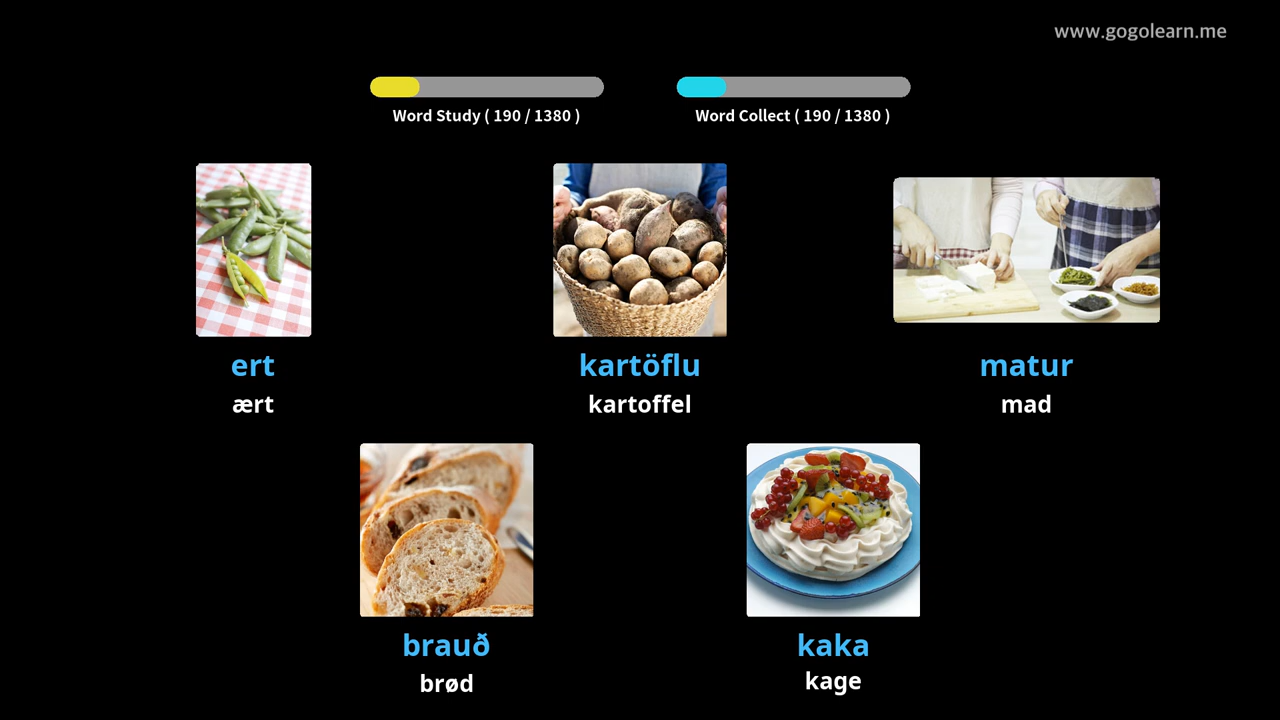 www.gogolearn.me
Word Study ( 190 / 1380 )
Word Collect ( 190 / 1380 )
ert
ært
kartöflu
kartoffel
matur
mad
brauð
brød
kaka
kage